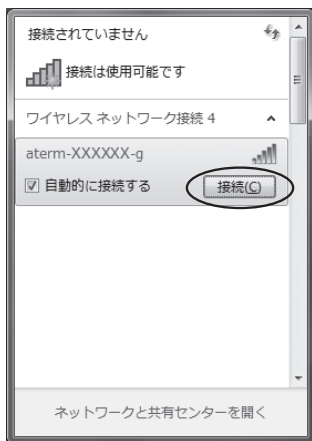 接続されていません
接続は使用可能です
ワイヤレス ネットワーク接続 4
aterm-XXXXXX-g
自動的に接続する
接続(C)
ネットワークと共有センターを開く